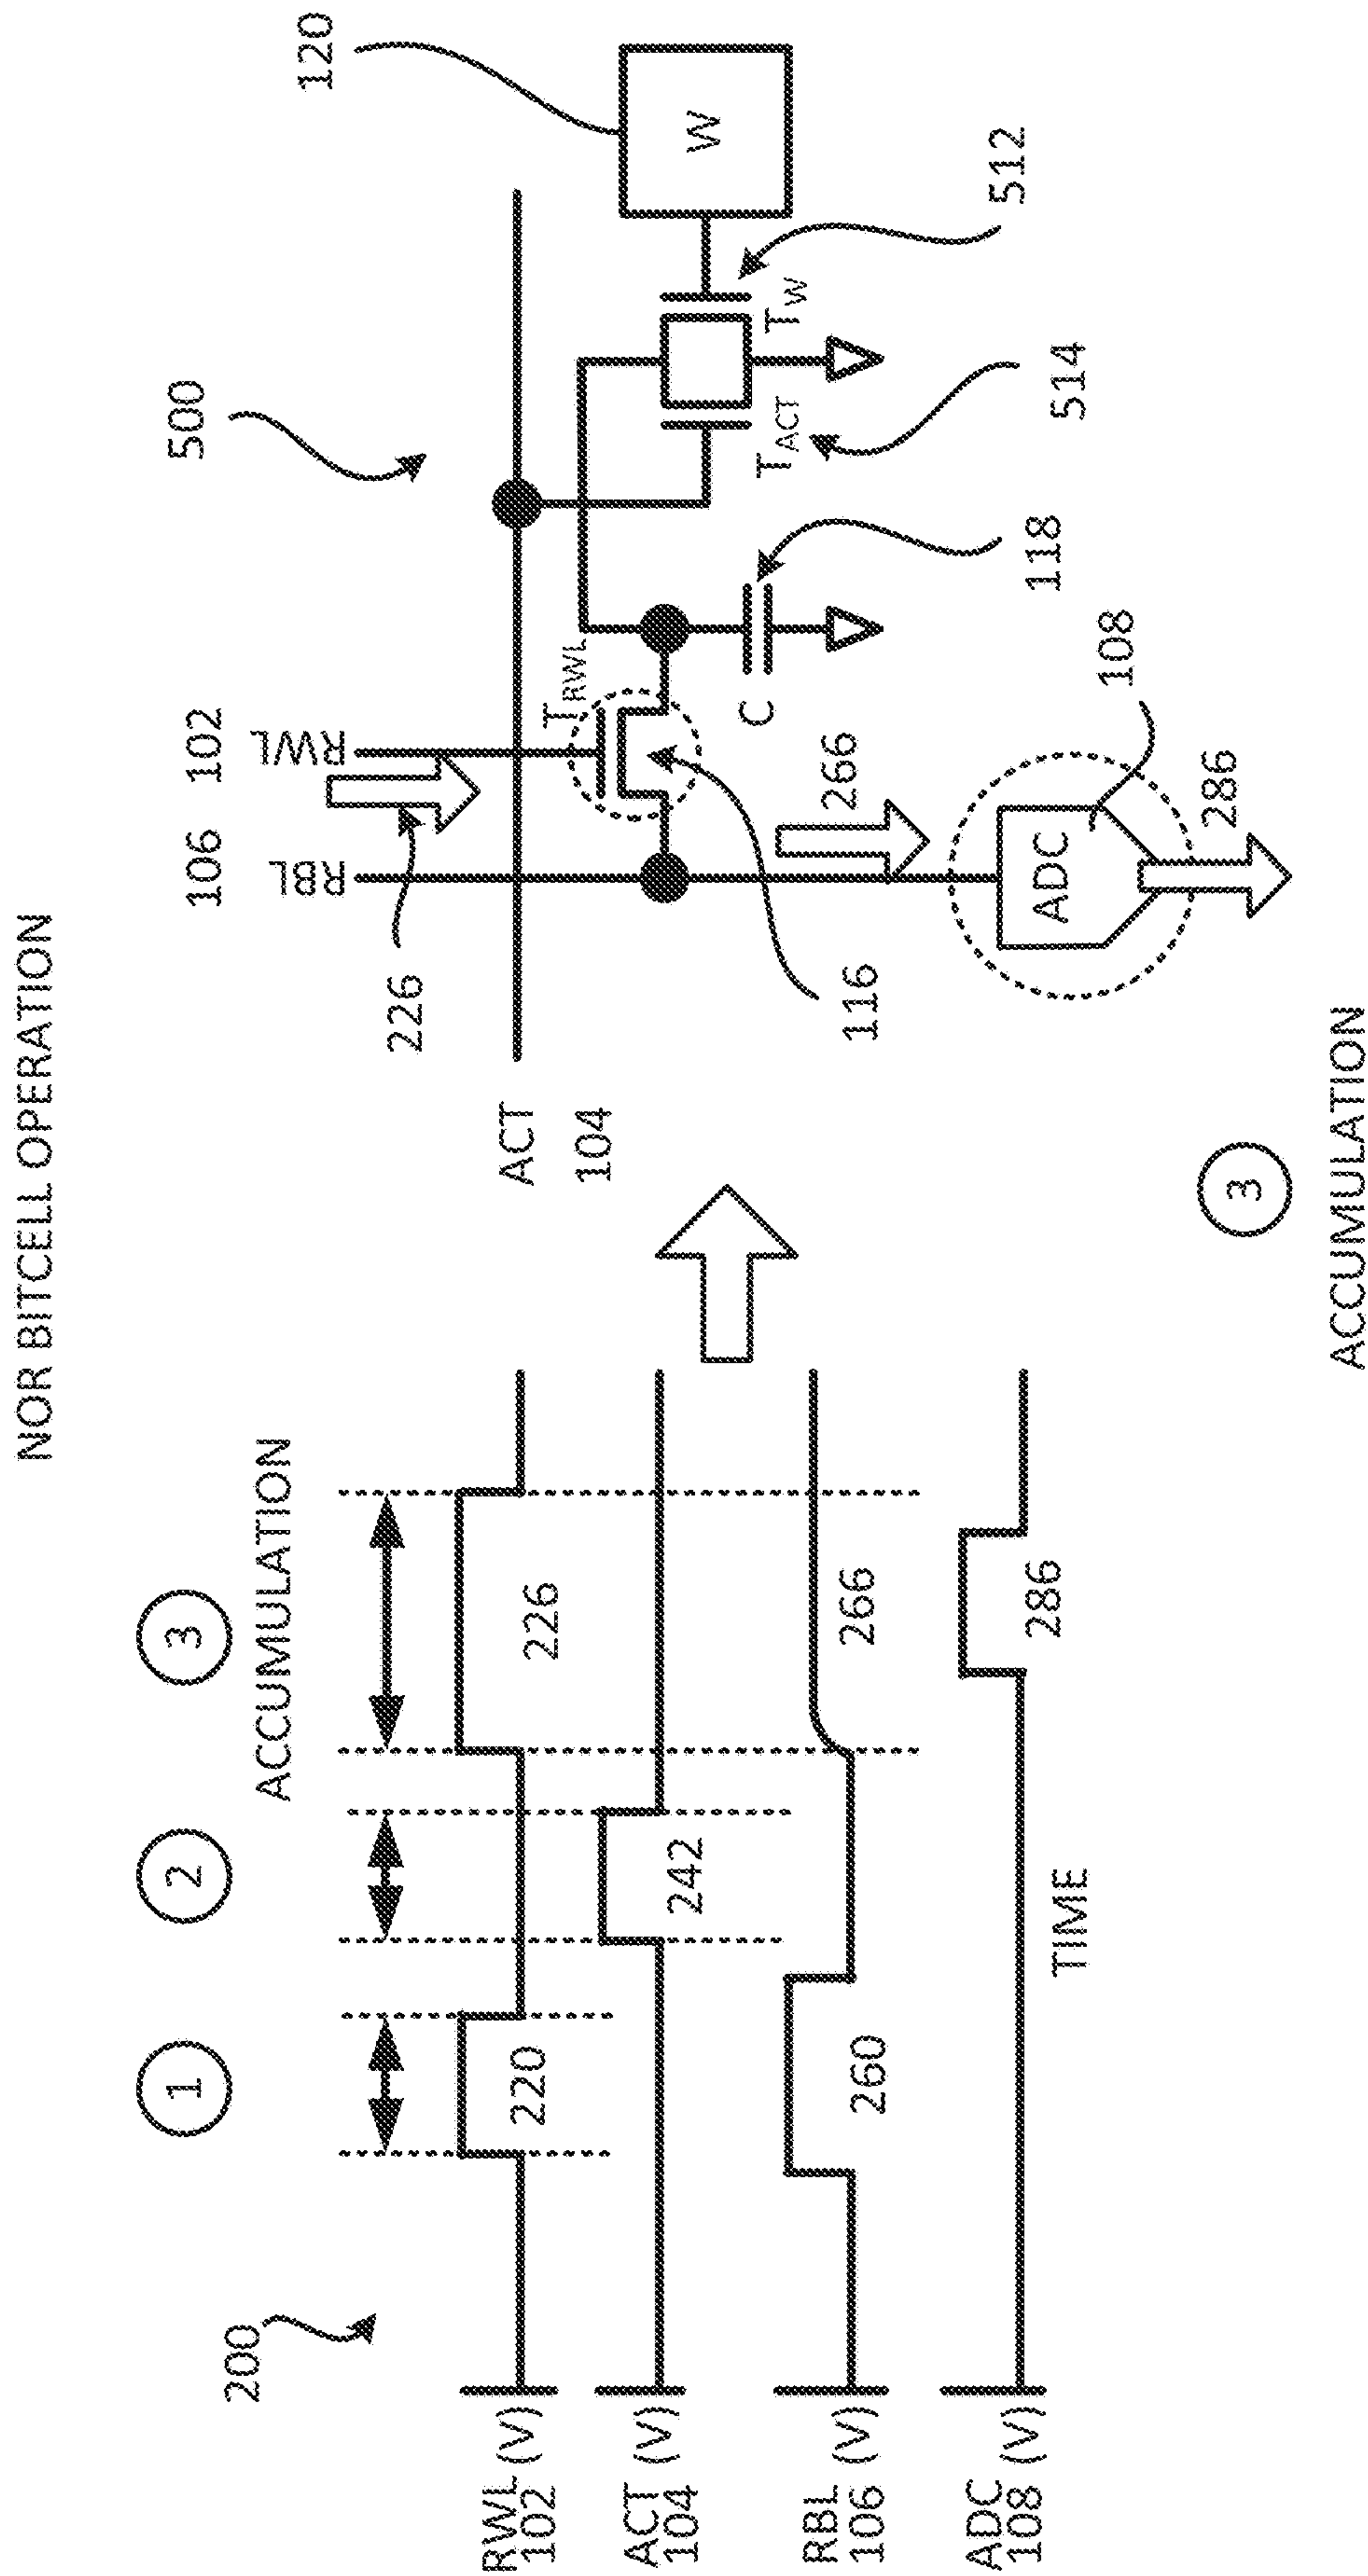 NOR BITCELL OPERATION
200
1
2
3
ACCUMULATION
RWL
102 (V)
220
226
ACT
104 (V)
242
RBL
106 (V)
260
266
ADC
108 (V)
286
TIME
500
106
102
RBL
RWL
226
ACT
104
TRWL
116
C
118
TACT
514
TW
512
W
120
266
ADC
108
286
3
ACCUMULATION